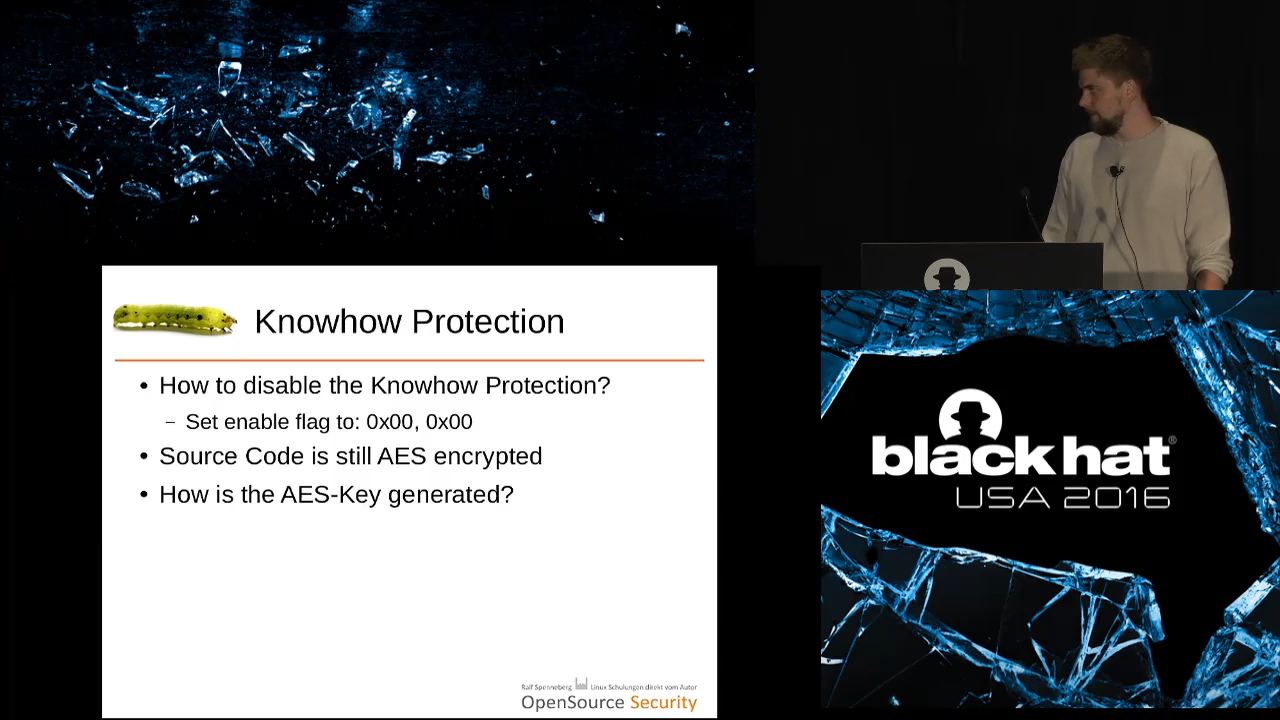 Knowhow Protection
• How to disable the Knowhow Protection?
– Set enable flag to: 0x00, 0x00
• Source Code is still AES encrypted
• How is the AES-Key generated?
Ralf Spenneberg Linux Schulungen direkt vom Autor
OpenSource Security
black hat®
USA 2016